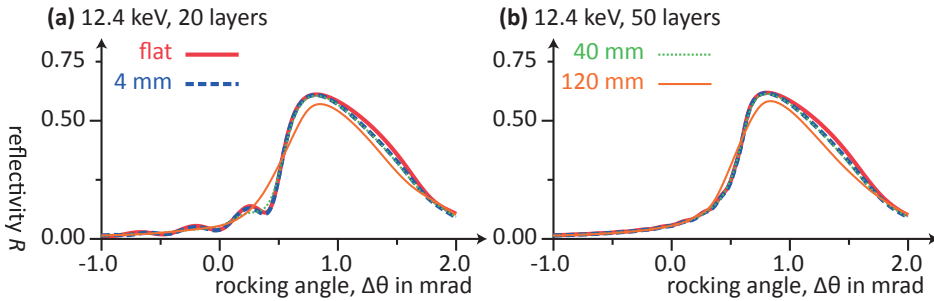 (a) 12.4 keV, 20 layers
flat
4 mm
0.75
0.50
0.00
reflectivity R
-1.0 0.0 1.0 2.0
rocking angle, Δθ in mrad
(b) 12.4 keV, 50 layers
40 mm
120 mm
0.75
0.50
0.00
-1.0 0.0 1.0 2.0
rocking angle, Δθ in mrad